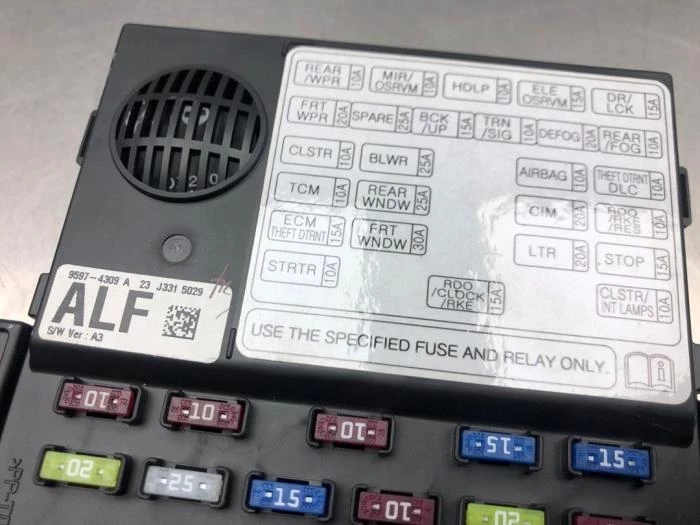 REAR /WPR 10A
MIR/ OSRVM 10A
HDLP 10A
ELE OSRVM 15A
DR/ LCK 15A
FRT WPR 20A
SPARE 25A
BCK /UP 15A
TRN /SIG 10A
DEFOG 20A
REAR /FOG 10A
CLSTR 10A
BLWR 25A
AIRBAG 10A
THEFT DTRNT DLC 10A
TCM 10A
REAR WNDW 25A
CIM 20A
RDO /RKE /RES 10A
ECM THEFT DTRNT 15A
FRT WNDW 30A
LTR 20A
STOP 15A
STRTR 10A
RDO /CLOCK /RKE 15A
CLSTR/ INT LAMPS 10A
USE THE SPECIFIED FUSE AND RELAY ONLY.
9597-4309 A 23 J331 5029
ALF
S/W Ver : A3
10
10
10
15
15
20
25
15
10
20